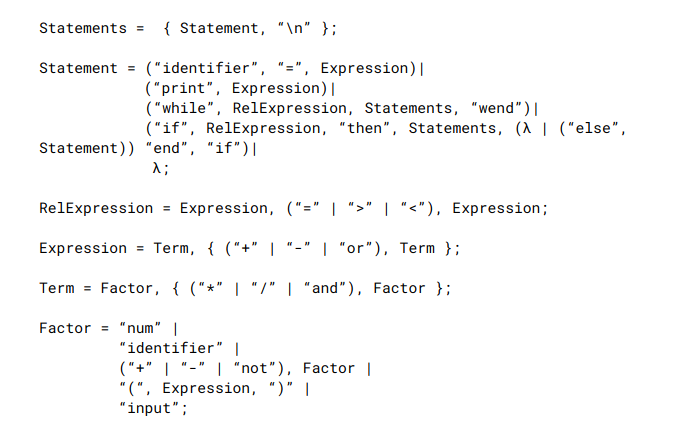 Statements =  { Statement, “\n” };
Statement = (“identifier”, “=”, Expression)|
(“print”, Expression)|
(“while”, RelExpression, Statements, “wend”)|
(“if”, RelExpression, “then”, Statements, (λ | (“else”,
Statement)) “end”, “if”)|
λ;
RelExpression = Expression, (“=” | “>” | “<”), Expression;
Expression = Term, { (“+” | “-” | “or”), Term };
Term = Factor, { (“*” | “/” | “and”), Factor };
Factor = “num” |
“identifier” |
(“+” | “-” | “not”), Factor |
“(“, Expression, “)” |
“input”;